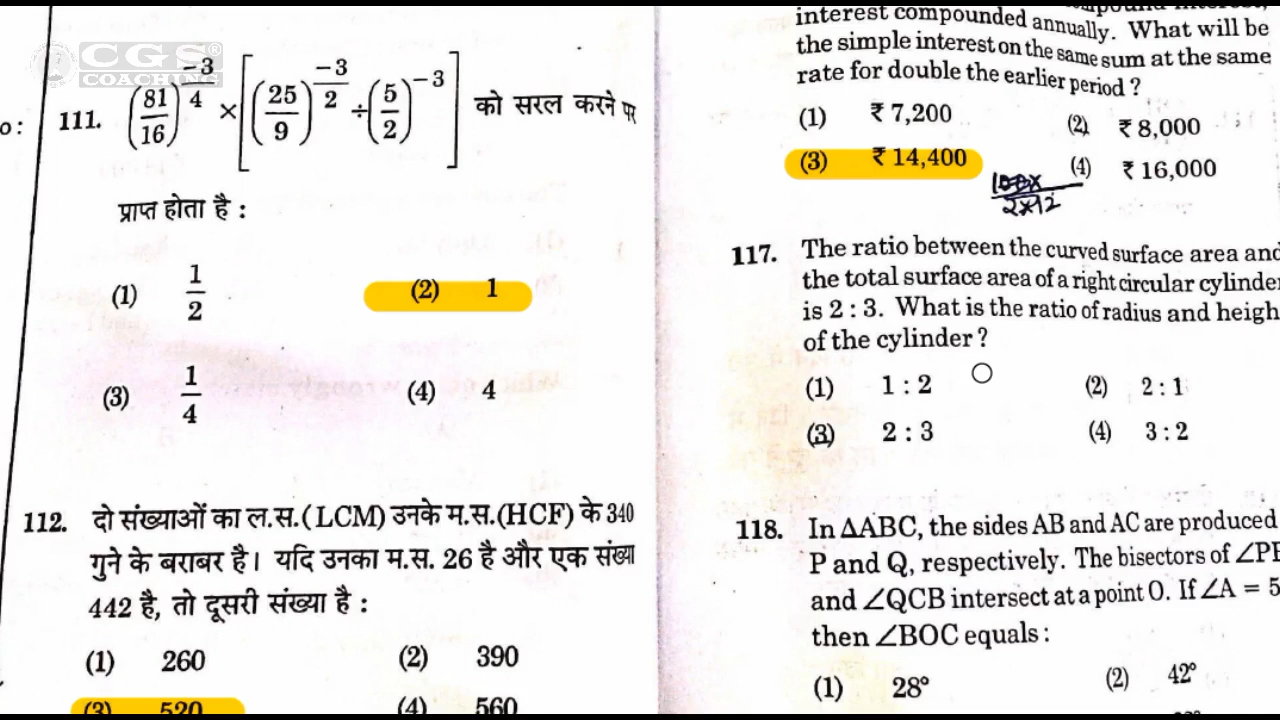 CGS®
COACHING
111. (81/16)^(-3/4) × [(25/9)^(-3/2) ÷ (5/2)^(-3)] को सरल करने पर
प्राप्त होता है :
(1) 1/2 (2) 1
(3) 1/4 (4) 4
112. दो संख्याओं का ल.स.(LCM) उनके म.स.(HCF) के 340
गुने के बराबर है। यदि उनका म.स. 26 है और एक संख्या
442 है, तो दूसरी संख्या है :
(1) 260 (2) 390
(3) 520 (4) 560
interest compounded annually. What will be
the simple interest on the same sum at the same
rate for double the earlier period ?
(1) ₹ 7,200 (2) ₹ 8,000
(3) ₹ 14,400 (4) ₹ 16,000
2×12
117. The ratio between the curved surface area and
the total surface area of a right circular cylinder
is 2 : 3. What is the ratio of radius and heigh
of the cylinder ?
(1) 1 : 2 (2) 2 : 1
(3) 2 : 3 (4) 3 : 2
118. In ΔABC, the sides AB and AC are produced
P and Q, respectively. The bisectors of ∠PB
and ∠QCB intersect at a point O. If ∠A = 5
then ∠BOC equals :
(1) 28° (2) 42°